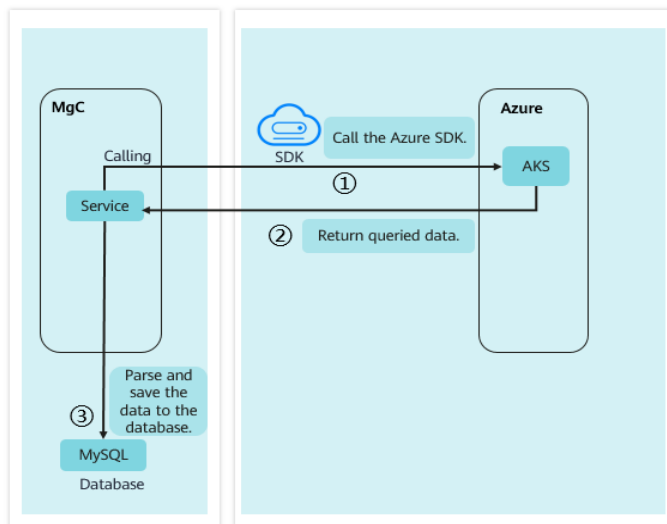 MgC
Azure
Call the Azure SDK.
Calling
SDK
AKS
①
Service
②
Return queried data.
Parse and
save the
data to the
database.
③
MySQL
Database